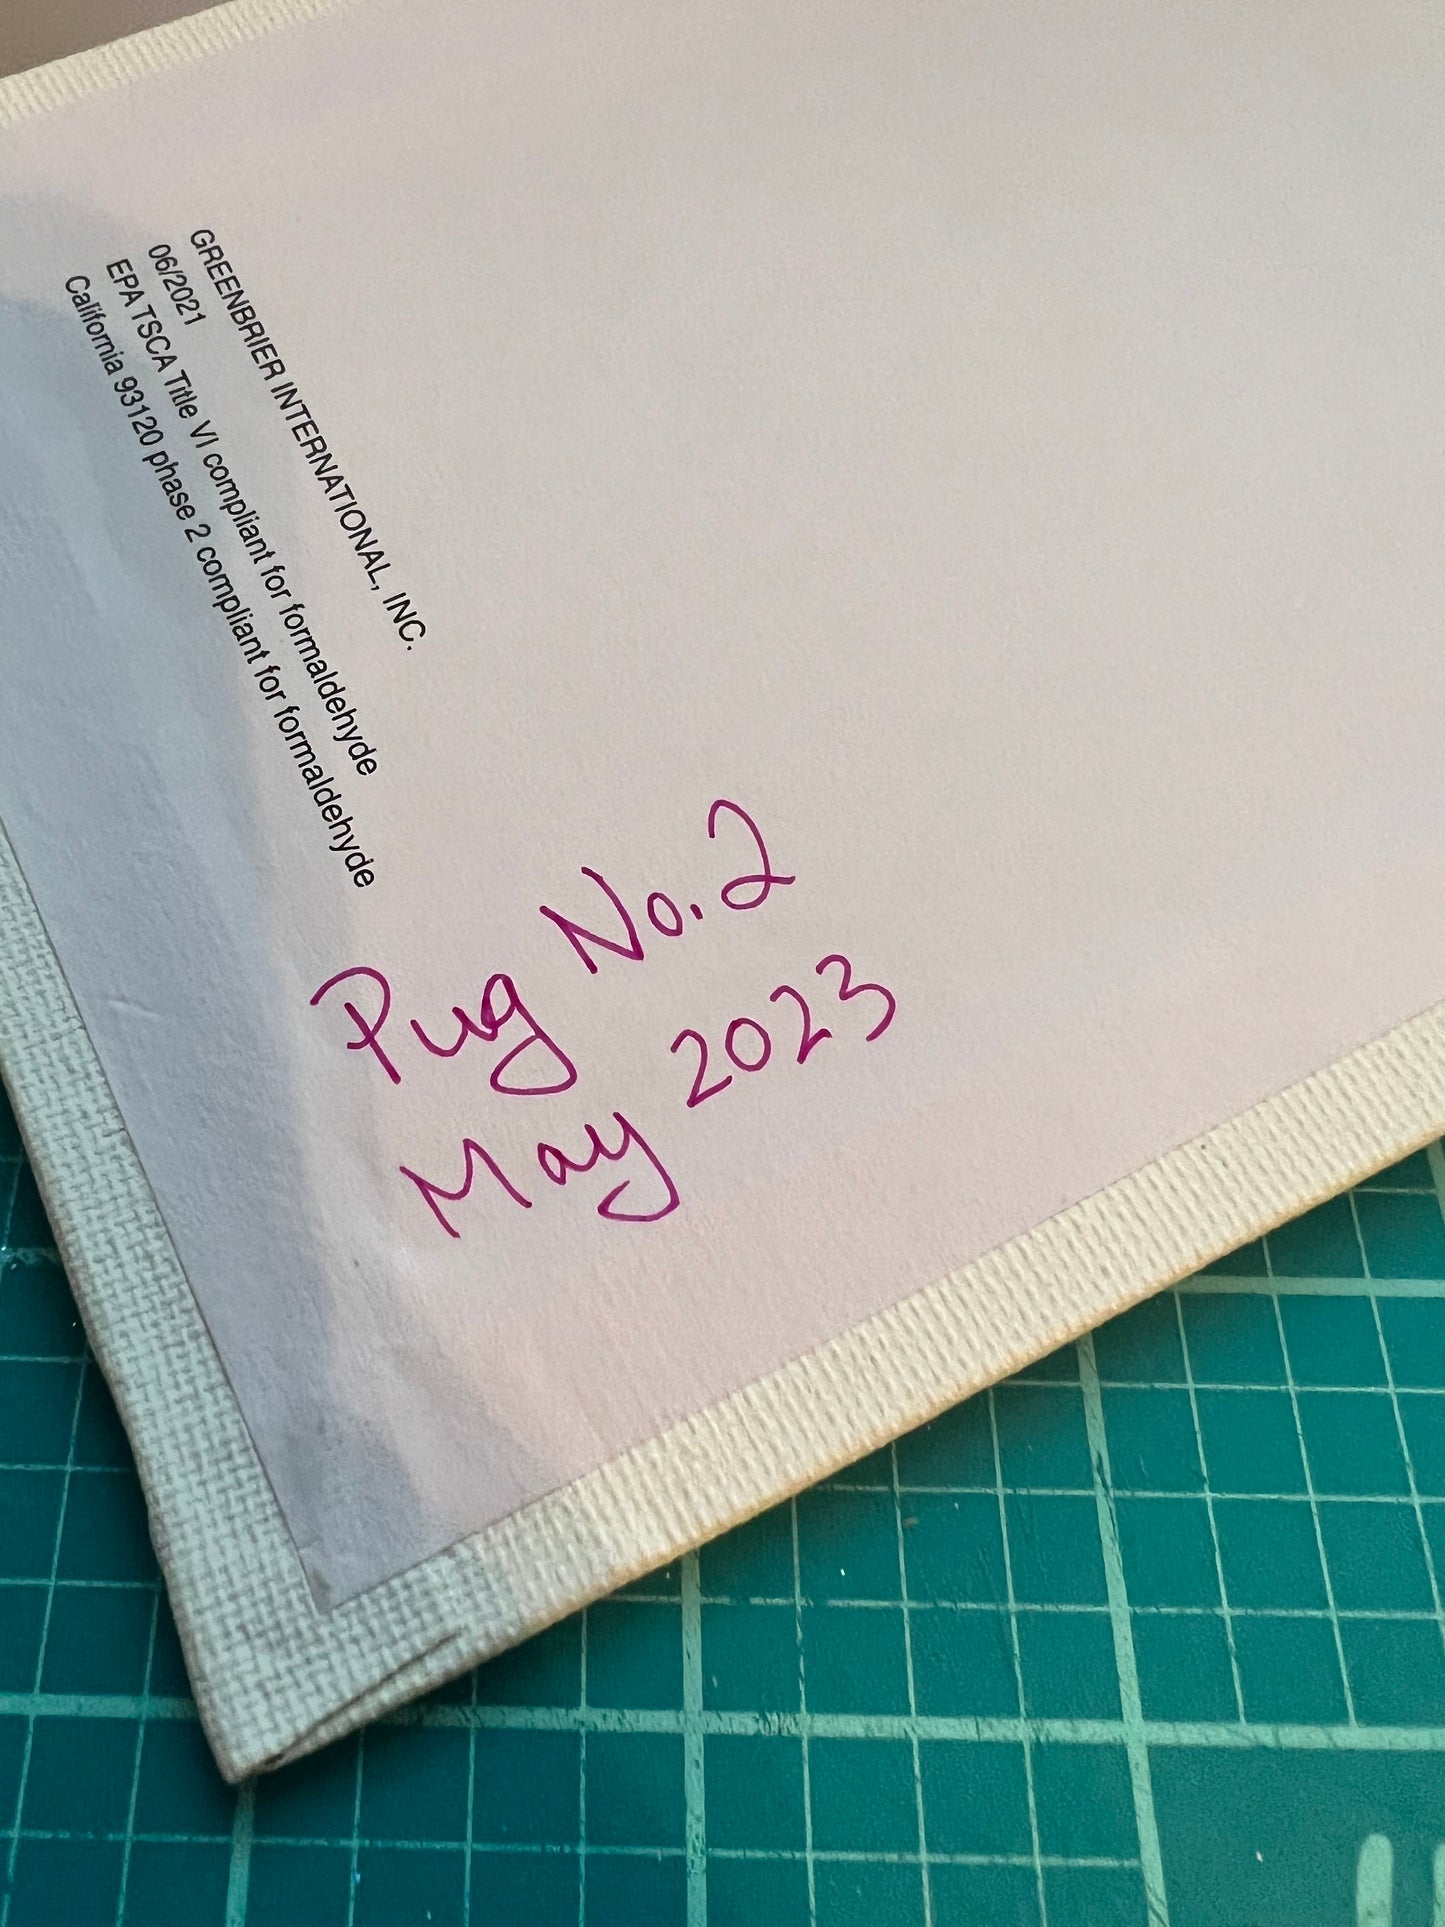 GREENBRIER INTERNATIONAL, INC.
06/2021
EPA TSCA Title VI compliant for formaldehyde
California 93120 phase 2 compliant for formaldehyde
Pug No. 2
May 2023